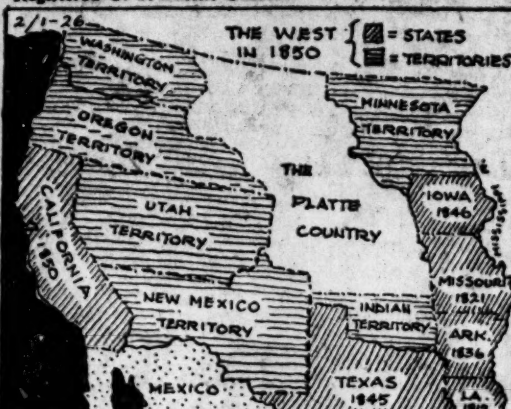 2/1-26
THE WEST
IN 1850
= STATES
= TERRITORIES
WASHINGTON
TERRITORY
OREGON
TERRITORY
MINNESOTA
TERRITORY
THE
PLATTE
COUNTRY
UTAH
TERRITORY
CALIFORNIA
1850
IOWA
1846
MISSISSIPPI
MISSOURI
1821
NEW MEXICO
TERRITORY
INDIAN
TERRITORY
ARK.
1836
MEXICO
TEXAS
1845
LA.